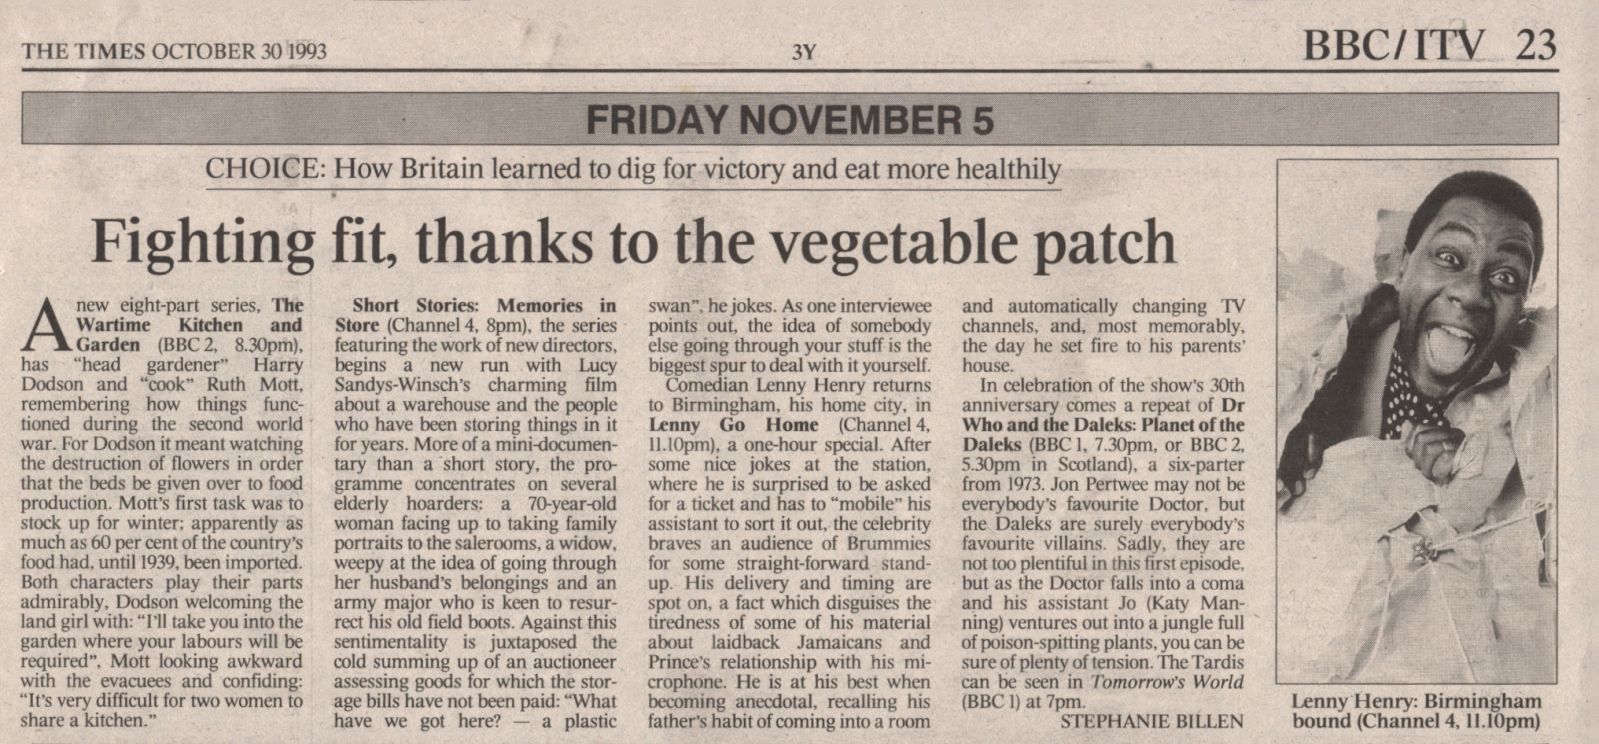 THE TIMES OCTOBER 30 1993
3Y
BBC/ITV 23
FRIDAY NOVEMBER 5
CHOICE: How Britain learned to dig for victory and eat more healthily
Fighting fit, thanks to the vegetable patch
A new eight-part series, The
Wartime Kitchen and
Garden (BBC 2, 8.30pm),
has "head gardener" Harry
Dodson and "cook" Ruth Mott,
remembering how things func-
tioned during the second world
war. For Dodson it meant watching
the destruction of flowers in order
that the beds be given over to food
production. Mott's first task was to
stock up for winter; apparently as
much as 60 per cent of the country's
food had, until 1939, been imported.
Both characters play their parts
admirably, Dodson welcoming the
land girl with: "I'll take you into the
garden where your labours will be
required", Mott looking awkward
with the evacuees and confiding:
"It's very difficult for two women to
share a kitchen."
Short Stories: Memories in
Store (Channel 4, 8pm), the series
featuring the work of new directors,
begins a new run with Lucy
Sandys-Winsch's charming film
about a warehouse and the people
who have been storing things in it
for years. More of a mini-documen-
tary than a short story, the pro-
gramme concentrates on several
elderly hoarders: a 70-year-old
woman facing up to taking family
portraits to the salerooms, a widow,
weepy at the idea of going through
her husband's belongings and an
army major who is keen to resur-
rect his old field boots. Against this
sentimentality is juxtaposed the
cold summing up of an auctioneer
assessing goods for which the stor-
age bills have not been paid: "What
have we got here? — a plastic
swan", he jokes. As one interviewee
points out, the idea of somebody
else going through your stuff is the
biggest spur to deal with it yourself.
Comedian Lenny Henry returns
to Birmingham, his home city, in
Lenny Go Home (Channel 4,
11.10pm), a one-hour special. After
some nice jokes at the station,
where he is surprised to be asked
for a ticket and has to "mobile" his
assistant to sort it out, the celebrity
braves an audience of Brummies
for some straight-forward stand-
up. His delivery and timing are
spot on, a fact which disguises the
tiredness of some of his material
about laidback Jamaicans and
Prince's relationship with his mi-
crophone. He is at his best when
becoming anecdotal, recalling his
father's habit of coming into a room
and automatically changing TV
channels, and, most memorably,
the day he set fire to his parents'
house.
In celebration of the show's 30th
anniversary comes a repeat of Dr
Who and the Daleks: Planet of the
Daleks (BBC 1, 7.30pm, or BBC 2,
5.30pm in Scotland), a six-parter
from 1973. Jon Pertwee may not be
everybody's favourite Doctor, but
the Daleks are surely everybody's
favourite villains. Sadly, they are
not too plentiful in this first episode,
but as the Doctor falls into a coma
and his assistant Jo (Katy Man-
ning) ventures out into a jungle full
of poison-spitting plants, you can be
sure of plenty of tension. The Tardis
can be seen in Tomorrow's World
(BBC 1) at 7pm.
STEPHANIE BILLEN
Lenny Henry: Birmingham
bound (Channel 4, 11.10pm)